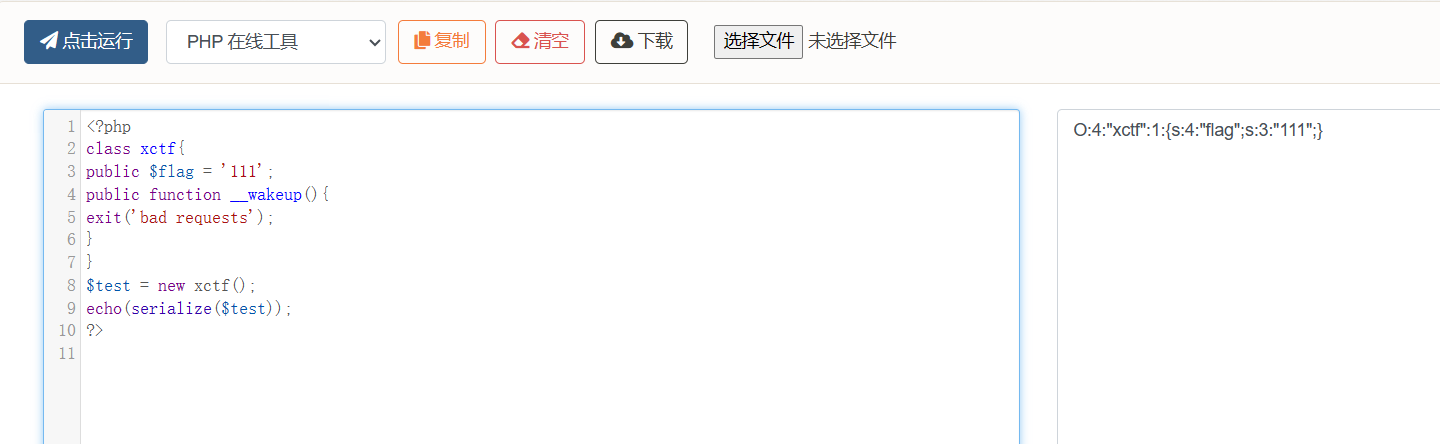 点击运行 PHP 在线工具 复制 清空 下载 选择文件 未选择文件
1 <?php
2 class xctf{
3 public $flag = '111';
4 public function __wakeup(){
5 exit('bad requests');
6 }
7 }
8 $test = new xctf();
9 echo(serialize($test));
10 ?>
11
O:4:"xctf":1:{s:4:"flag";s:3:"111";}